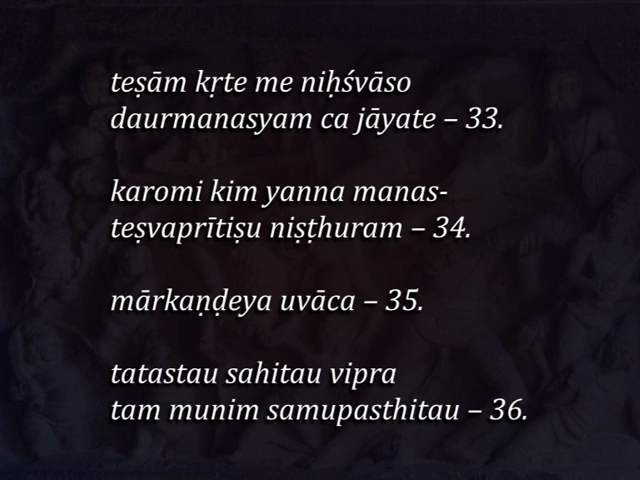 teṣām kṛte me niḥśvāso
daurmanasyam ca jāyate – 33.
karomi kim yanna manas-
teṣvaprītiṣu niṣṭhuram – 34.
mārkaṇḍeya uvāca – 35.
tatastau sahitau vipra
tam munim samupasthitau – 36.